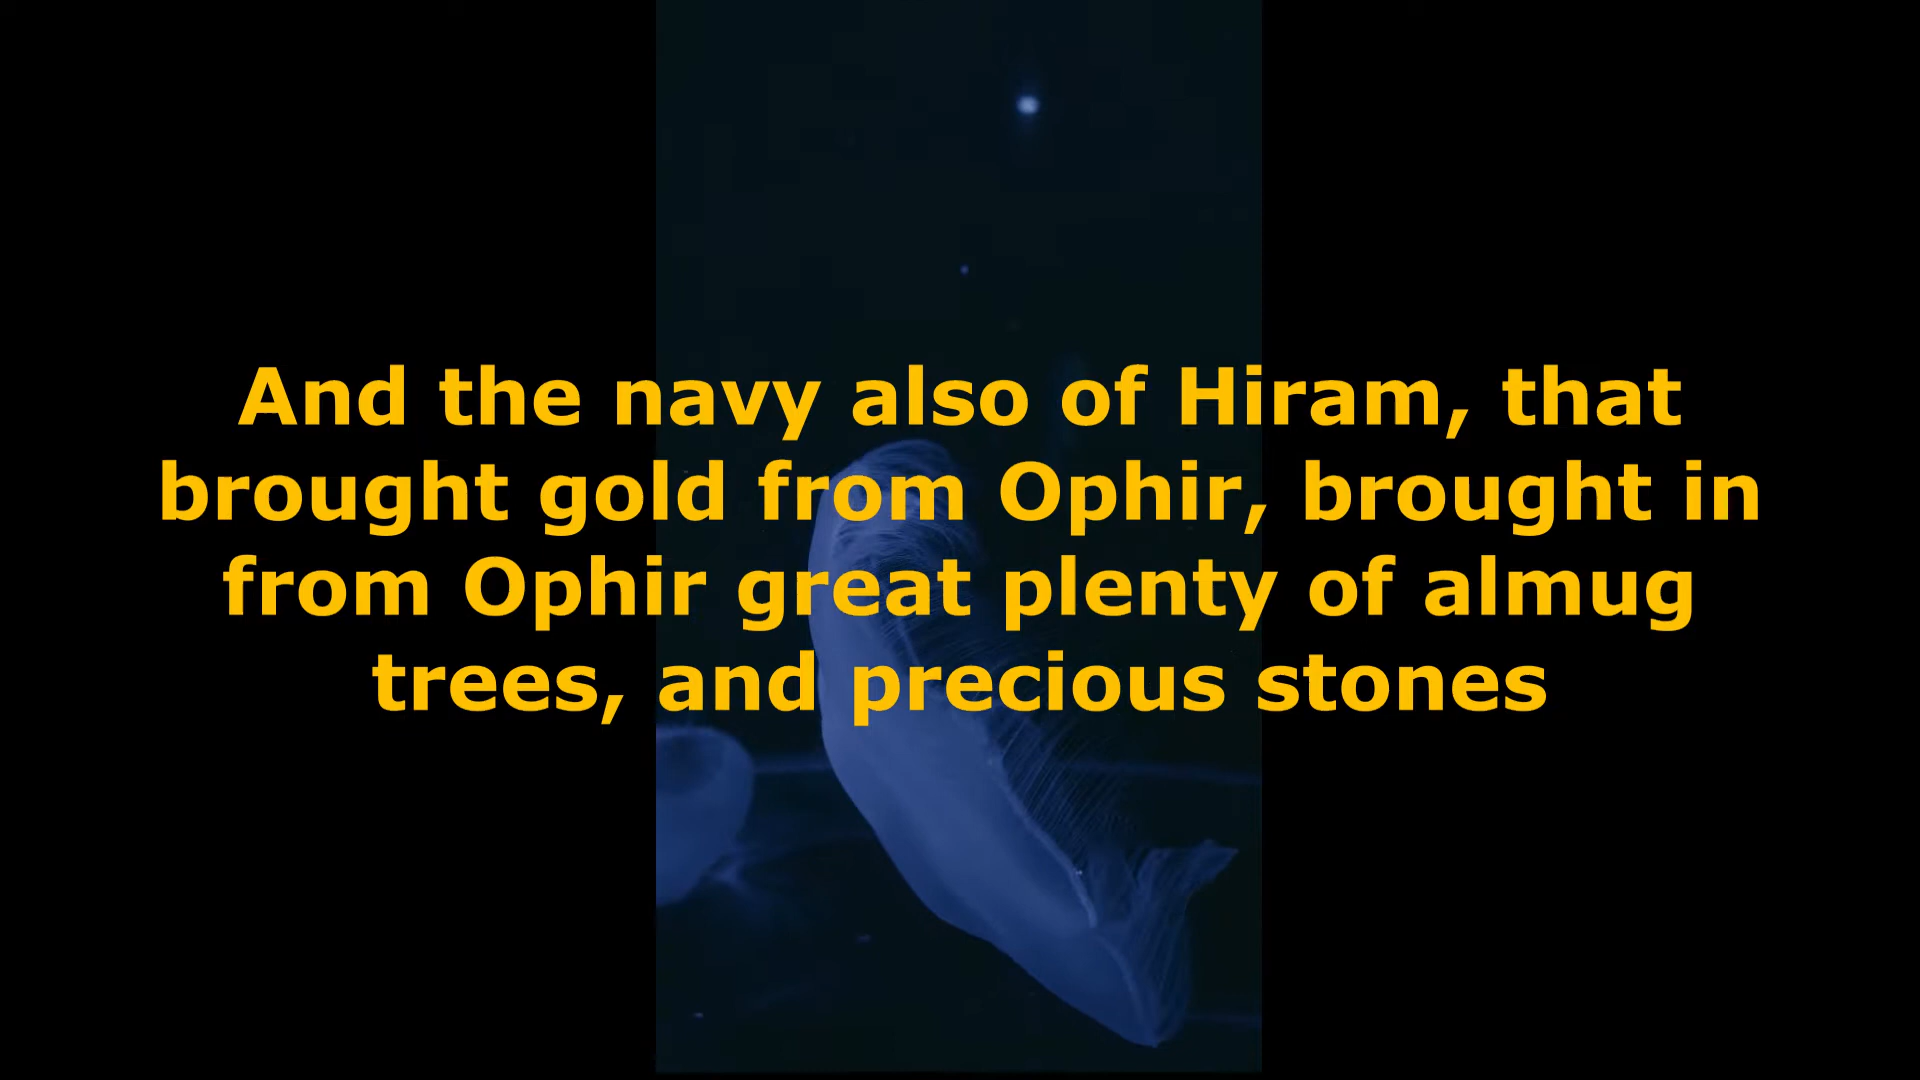 And the navy also of Hiram, that
brought gold from Ophir, brought in
from Ophir great plenty of almug
trees, and precious stones